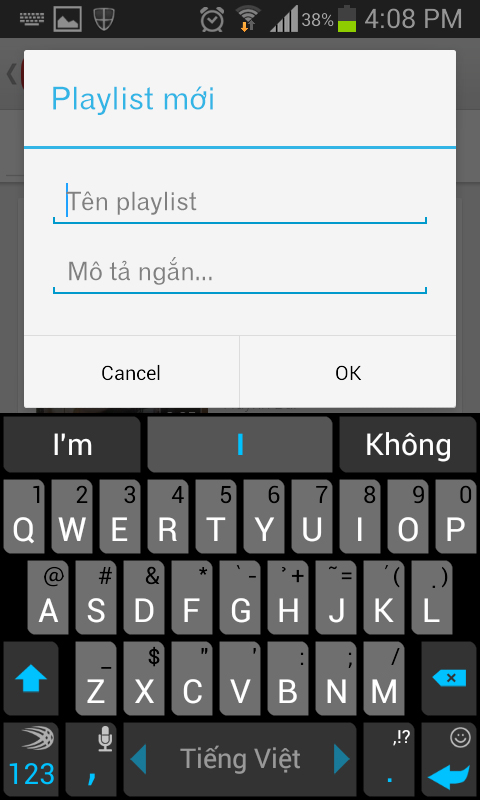 38% 4:08 PM
Playlist mới
Tên playlist
Mô tả ngắn...
Cancel OK
I'm I Không
1 2 3 4 5 6 7 8 9 0
Q W E R T Y U I O P
@ # & * ` - ̉ + ~ = ´ ( . )
A S D F G H J K L
_ $ " ' : ; /
Z X C V B N M
,!?
123 , Tiếng Việt .